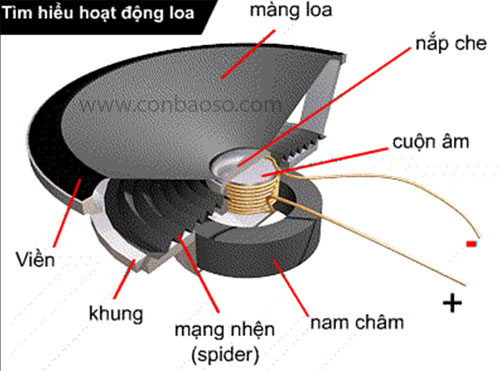 Tìm hiểu hoạt động loa
màng loa
nắp che
www.conbaoso.com
cuộn âm
-
+
Viền
khung
mạng nhện
(spider)
nam châm